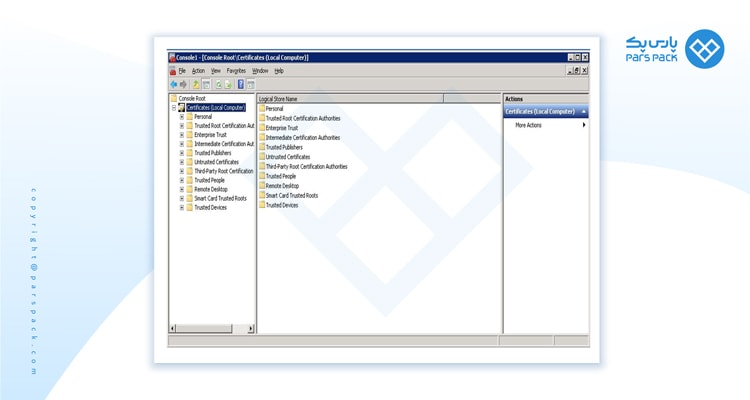 پارس پک
PARS PACK
copyright@parspack.com
Console1 - [Console Root\Certificates (Local Computer)]
File Action View Favorites Window Help
Console Root
Certificates (Local Computer)
Personal
Trusted Root Certification Aut
Enterprise Trust
Intermediate Certification Aut
Trusted Publishers
Untrusted Certificates
Third-Party Root Certification
Trusted People
Remote Desktop
Smart Card Trusted Roots
Trusted Devices
Logical Store Name
Personal
Trusted Root Certification Authorities
Enterprise Trust
Intermediate Certification Authorities
Trusted Publishers
Untrusted Certificates
Third-Party Root Certification Authorities
Trusted People
Remote Desktop
Smart Card Trusted Roots
Trusted Devices
Actions
Certificates (Local Computer)
More Actions